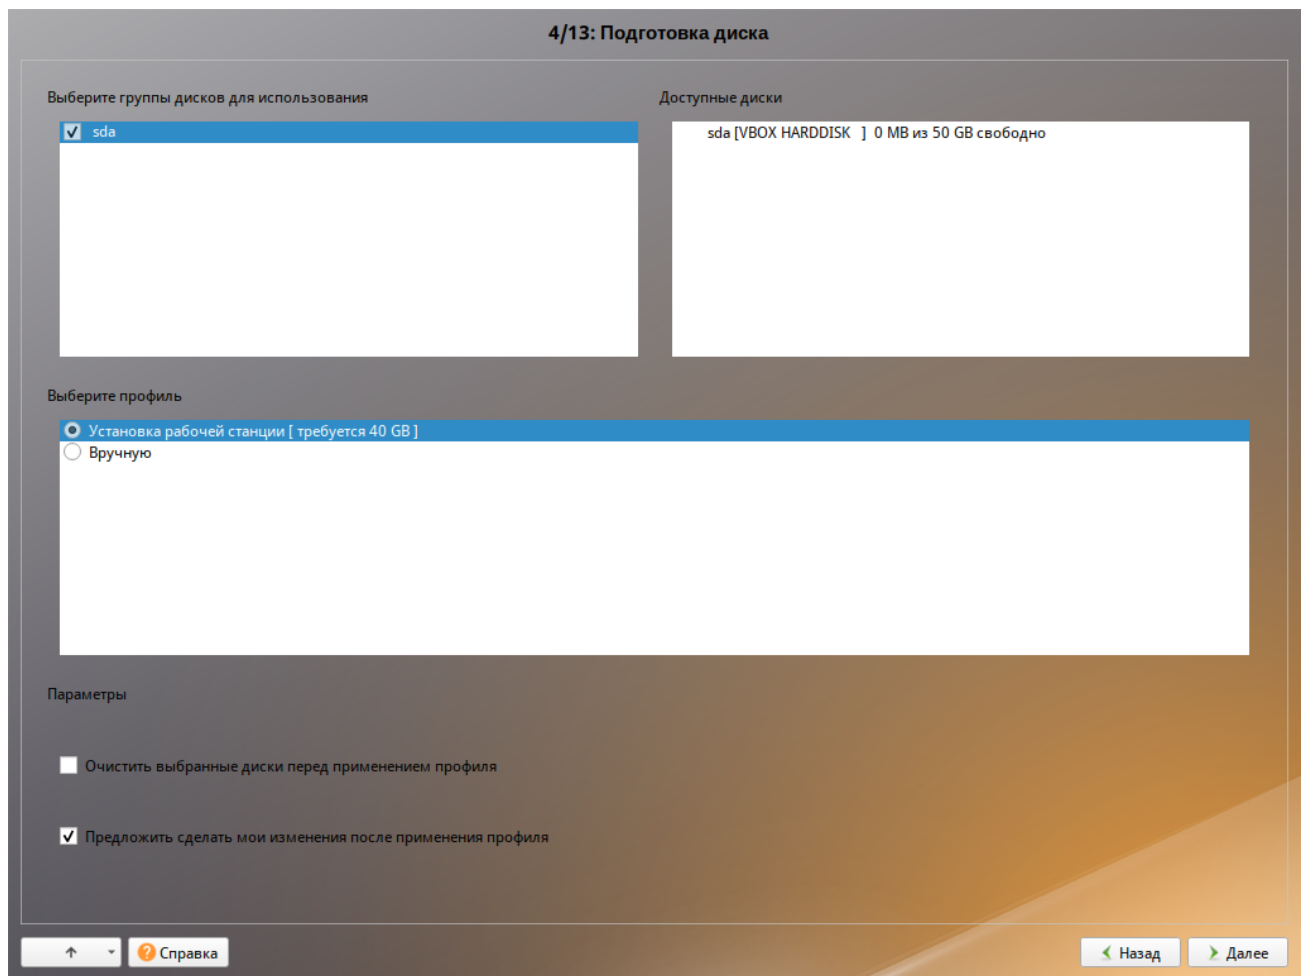 4/13: Подготовка диска
Выберите группы дисков для использования
Доступные диски
sda
sda [VBOX HARDDISK   ]  0 MB из 50 GB свободно
Выберите профиль
Установка рабочей станции [ требуется 40 GB ]
Вручную
Параметры
Очистить выбранные диски перед применением профиля
Предложить сделать мои изменения после применения профиля
Справка
Назад
Далее